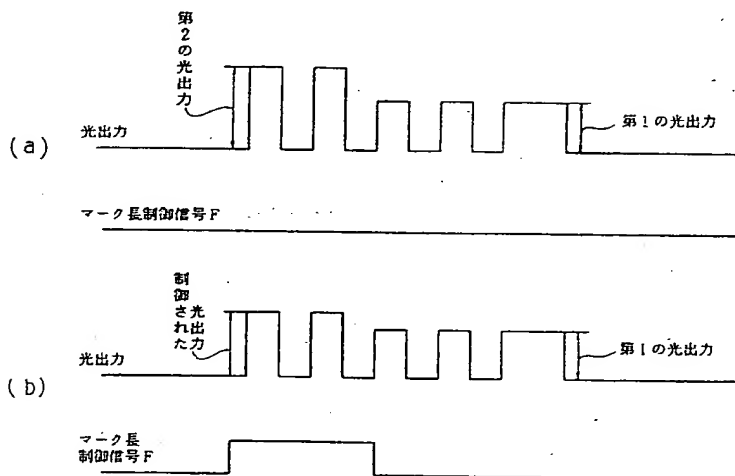 第2の光出力
(a)
光出力
第1の光出力
マーク長制御信号F
制御された
光出力
光出力
第1の光出力
(b)
マーク長
制御信号F